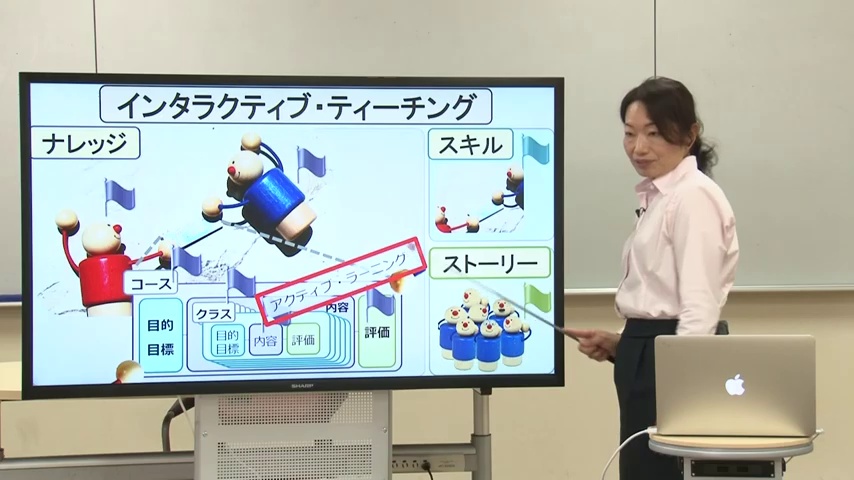 インタラクティブ・ティーチング
ナレッジ
スキル
ストーリー
アクティブ・ラーニング
コース
目的
目標
クラス
目的
目標
内容
評価
内容
評価
SHARP